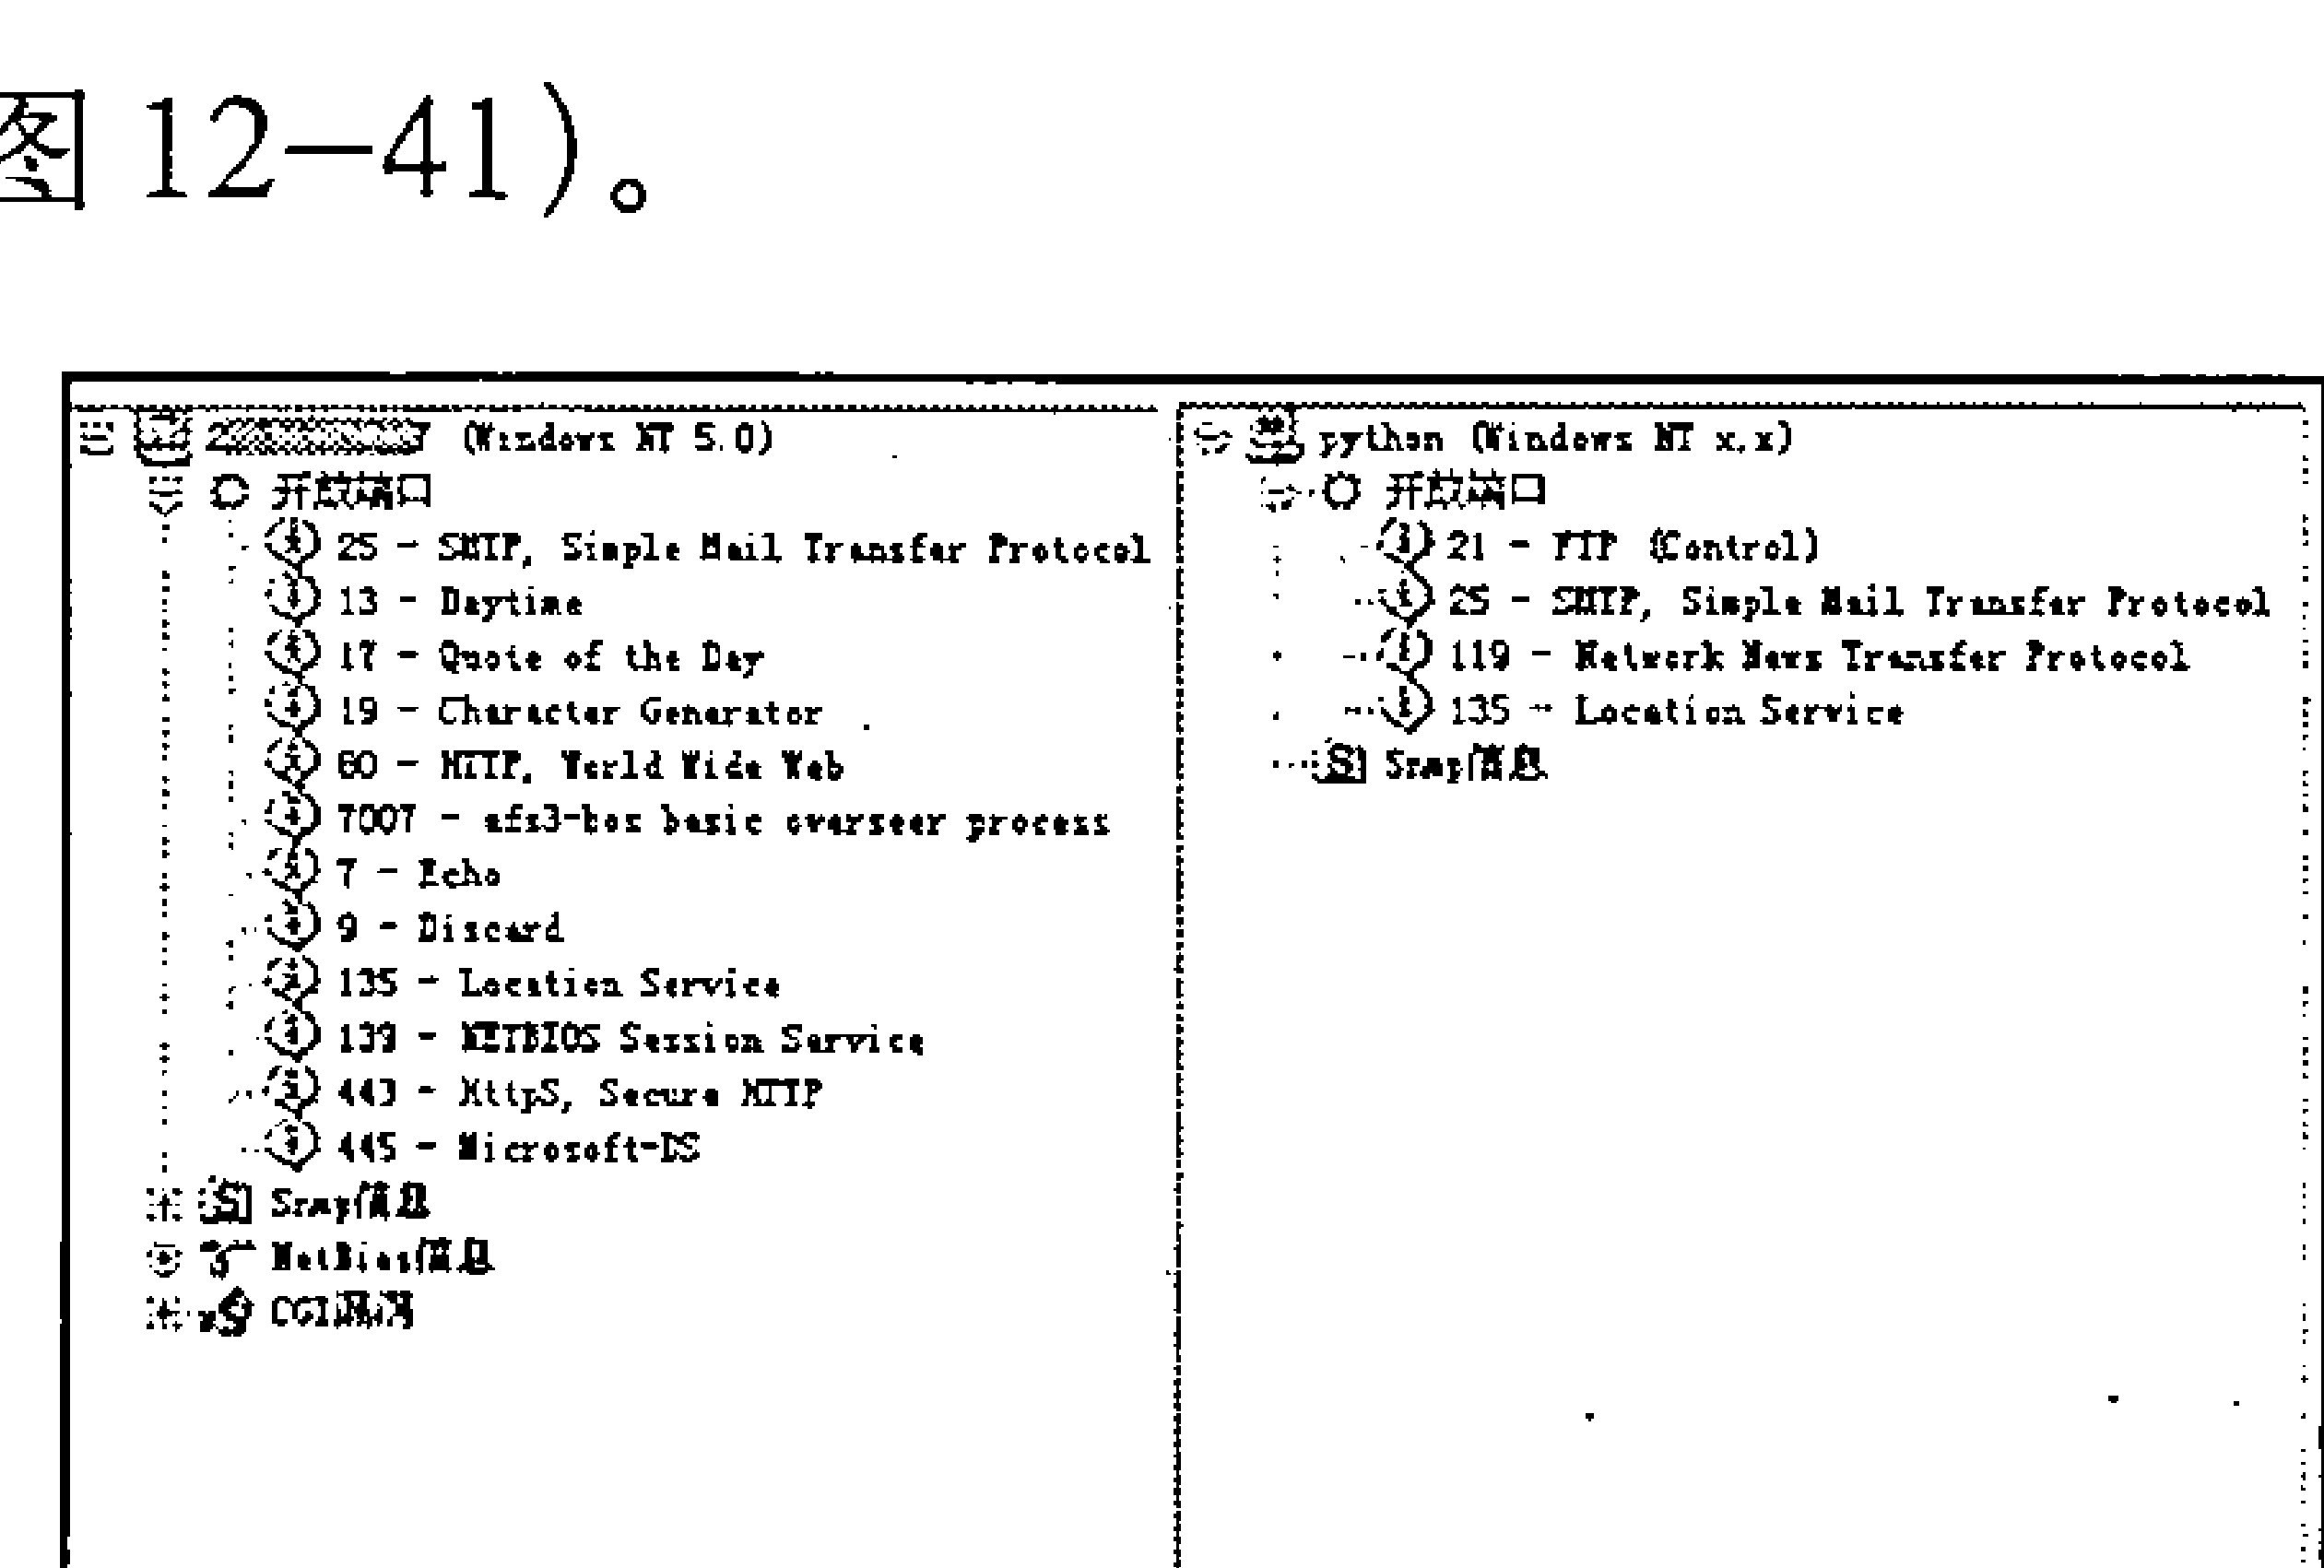 图 12-41)。
(Windows NT 5.0)
开放端口
25 - SMTP, Simple Mail Transfer Protocol
13 - Daytime
17 - Quote of the Day
19 - Character Generator
80 - HTTP, World Wide Web
7007 - afs3-bos basic overseer process
7 - Echo
9 - Discard
135 - Location Service
139 - NETBIOS Session Service
443 - HttpS, Secure HTTP
445 - Microsoft-DS
Snmp信息
NetBios信息
CGI漏洞
python (Windows NT x.x)
开放端口
21 - FTP (Control)
25 - SMTP, Simple Mail Transfer Protocol
119 - Network News Transfer Protocol
135 - Location Service
Snmp信息